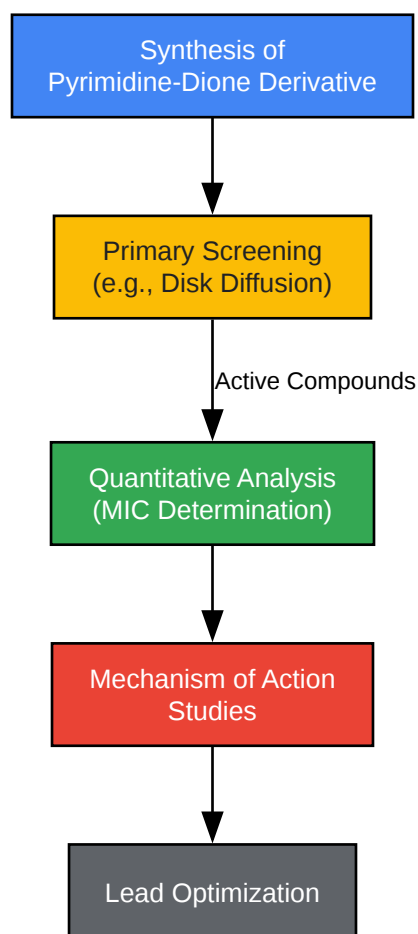 Synthesis of
Pyrimidine-Dione Derivative
Primary Screening
(e.g., Disk Diffusion)
Active Compounds
Quantitative Analysis
(MIC Determination)
Mechanism of Action
Studies
Lead Optimization